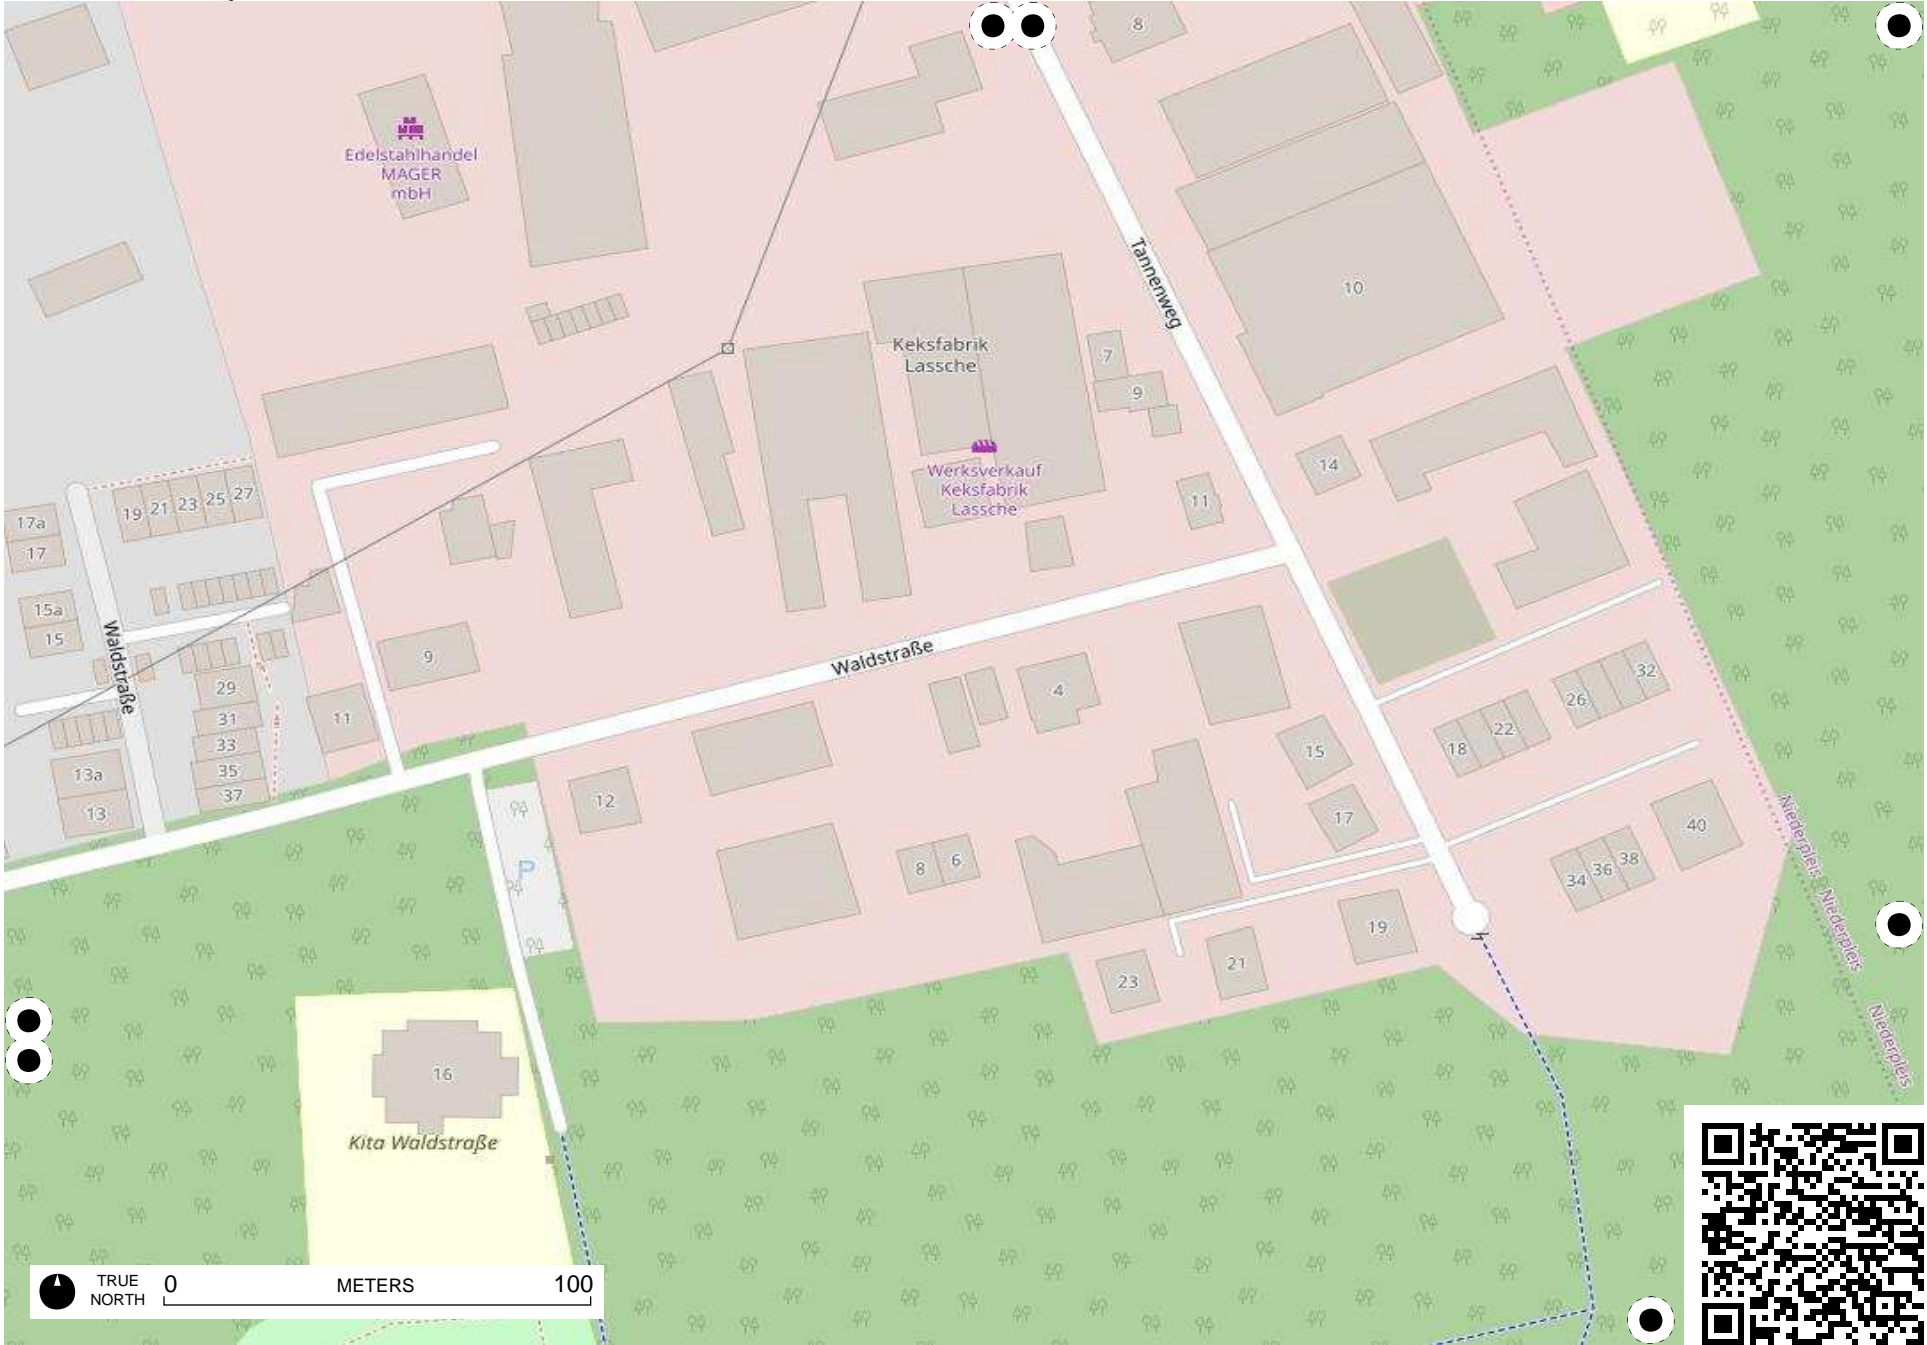 8
Edelstahlhandel
MAGER
mbH
Tannenweg
10
Keksfabrik
Lassche
7
9
Werksverkauf
Keksfabrik
Lassche
14
11
19
21
23
25
27
17a
17
15a
15
Waldstraße
9
Waldstraße
4
29
31
33
35
37
11
13a
13
12
P
8
6
15
17
18
22
26
32
40
34
36
38
19
21
23
Niederpleis
Niederpleis
Niederpleis
16
Kita Waldstraße
TRUE
NORTH
0
METERS
100